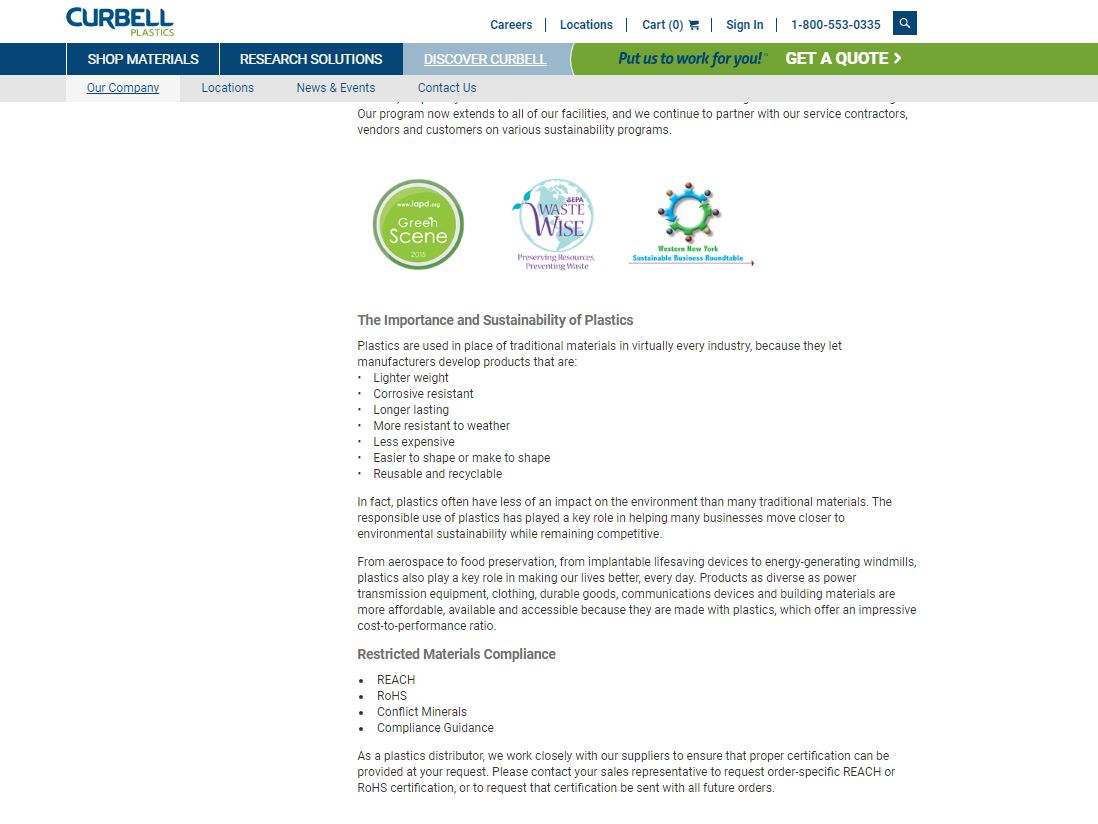 CURBELL
PLASTICS
Careers
Locations
Cart (0)
Sign In
1-800-553-0335
SHOP MATERIALS
RESEARCH SOLUTIONS
DISCOVER CURBELL
Put us to work for you!™
GET A QUOTE
Our Company
Locations
News & Events
Contact Us
Our program now extends to all of our facilities, and we continue to partner with our service contractors,
vendors and customers on various sustainability programs.
www.iapd.org
Green
Scene
EPA
WASTE
WISE
Preserving Resources,
Preventing Waste
Western New York
Sustainable Business Roundtable
The Importance and Sustainability of Plastics
Plastics are used in place of traditional materials in virtually every industry, because they let
manufacturers develop products that are:
• Lighter weight
• Corrosive resistant
• Longer lasting
• More resistant to weather
• Less expensive
• Easier to shape or make to shape
• Reusable and recyclable
In fact, plastics often have less of an impact on the environment than many traditional materials. The
responsible use of plastics has played a key role in helping many businesses move closer to
environmental sustainability while remaining competitive.
From aerospace to food preservation, from implantable lifesaving devices to energy-generating windmills,
plastics also play a key role in making our lives better, every day. Products as diverse as power
transmission equipment, clothing, durable goods, communications devices and building materials are
more affordable, available and accessible because they are made with plastics, which offer an impressive
cost-to-performance ratio.
Restricted Materials Compliance
• REACH
• RoHS
• Conflict Minerals
• Compliance Guidance
As a plastics distributor, we work closely with our suppliers to ensure that proper certification can be
provided at your request. Please contact your sales representative to request order-specific REACH or
RoHS certification, or to request that certification be sent with all future orders.